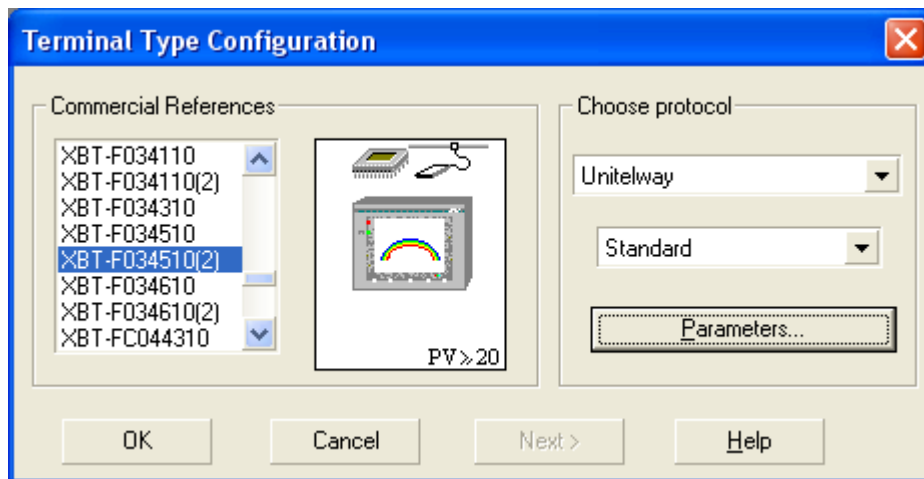 Terminal Type Configuration
Commercial References
XBT-F034110
XBT-F034110(2)
XBT-F034310
XBT-F034510
XBT-F034510(2)
XBT-F034610
XBT-F034610(2)
XBT-FC044310
PV>20
Choose protocol
Unitelway
Standard
Parameters...
OK
Cancel
Next >
Help